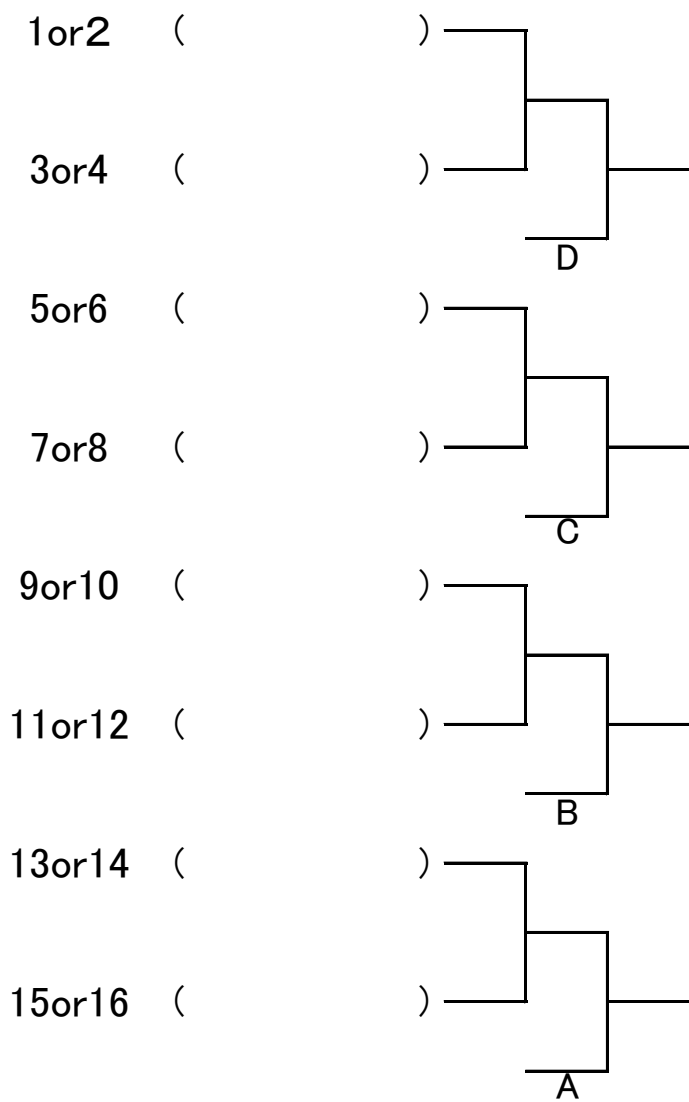 1or2 ( )
3or4 ( )
D
5or6 ( )
7or8 ( )
C
9or10 ( )
11or12 ( )
B
13or14 ( )
15or16 ( )
A